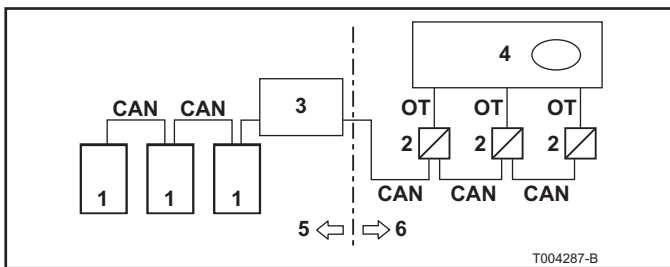 4
CAN CAN
3
OT OT OT
2 2 2
1 1 1
CAN CAN CAN
5 6
T004287-B